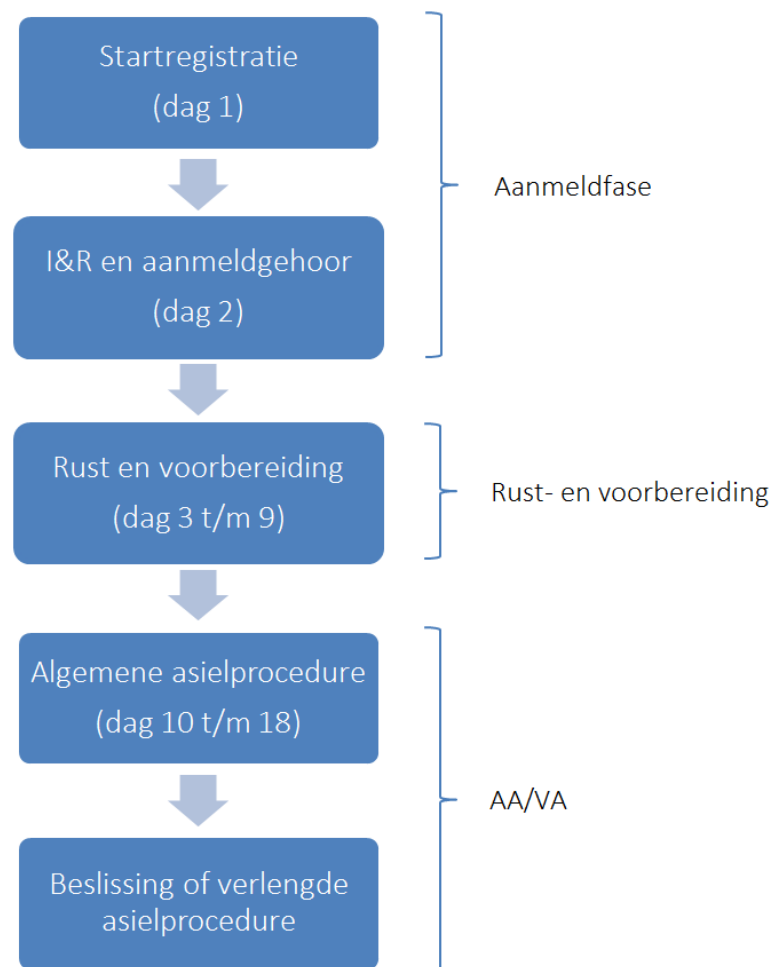 Startregistratie
(dag 1)
Aanmeldfase
I&R en aanmeldgehoor
(dag 2)
Rust en voorbereiding
(dag 3 t/m 9)
Rust- en voorbereiding
Algemene asielprocedure
(dag 10 t/m 18)
AA/VA
Beslissing of verlengde
asielprocedure